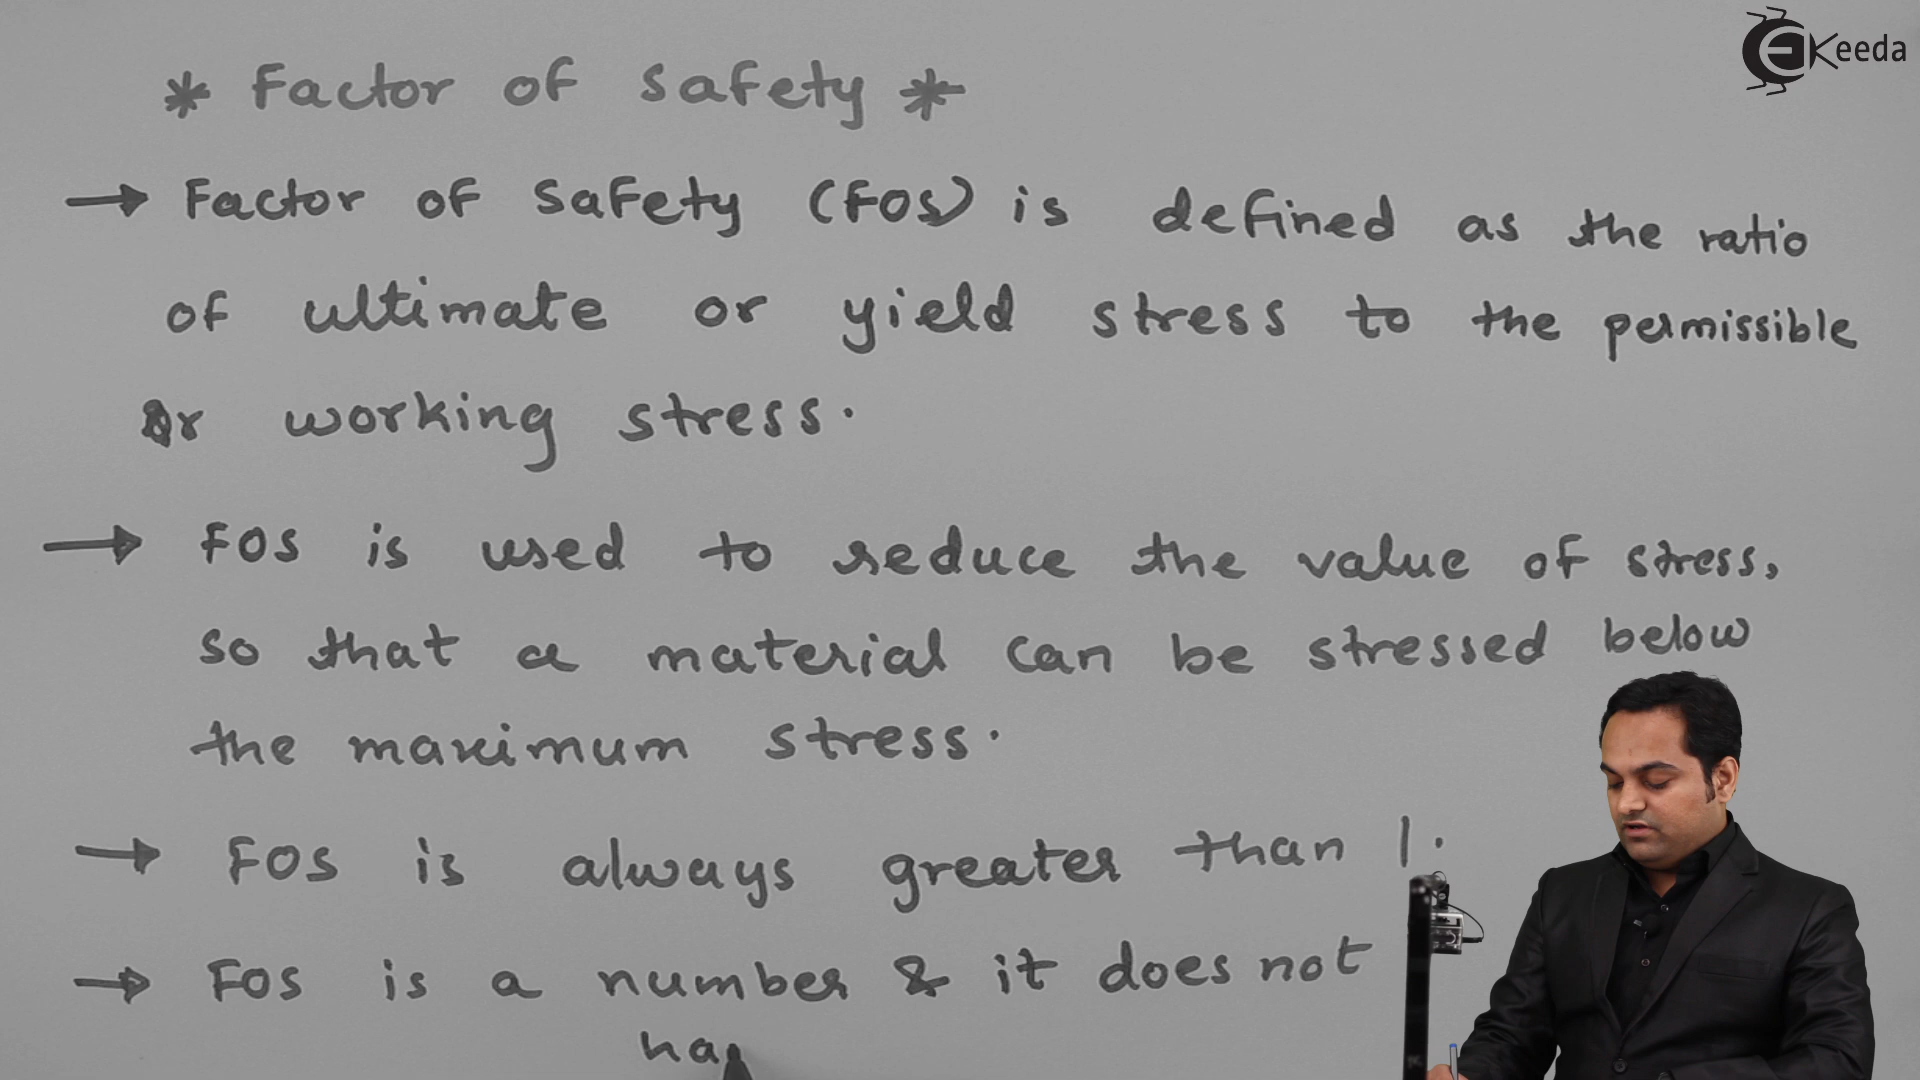 EKeeda
* Factor of safety *
→ Factor of safety (FOS) is defined as the ratio
of ultimate or yield stress to the permissible
or working stress.
→ FOS is used to reduce the value of stress,
so that a material can be stressed below
the maximum stress.
→ FOS is always greater than 1.
→ FOS is a number & it does not
ha